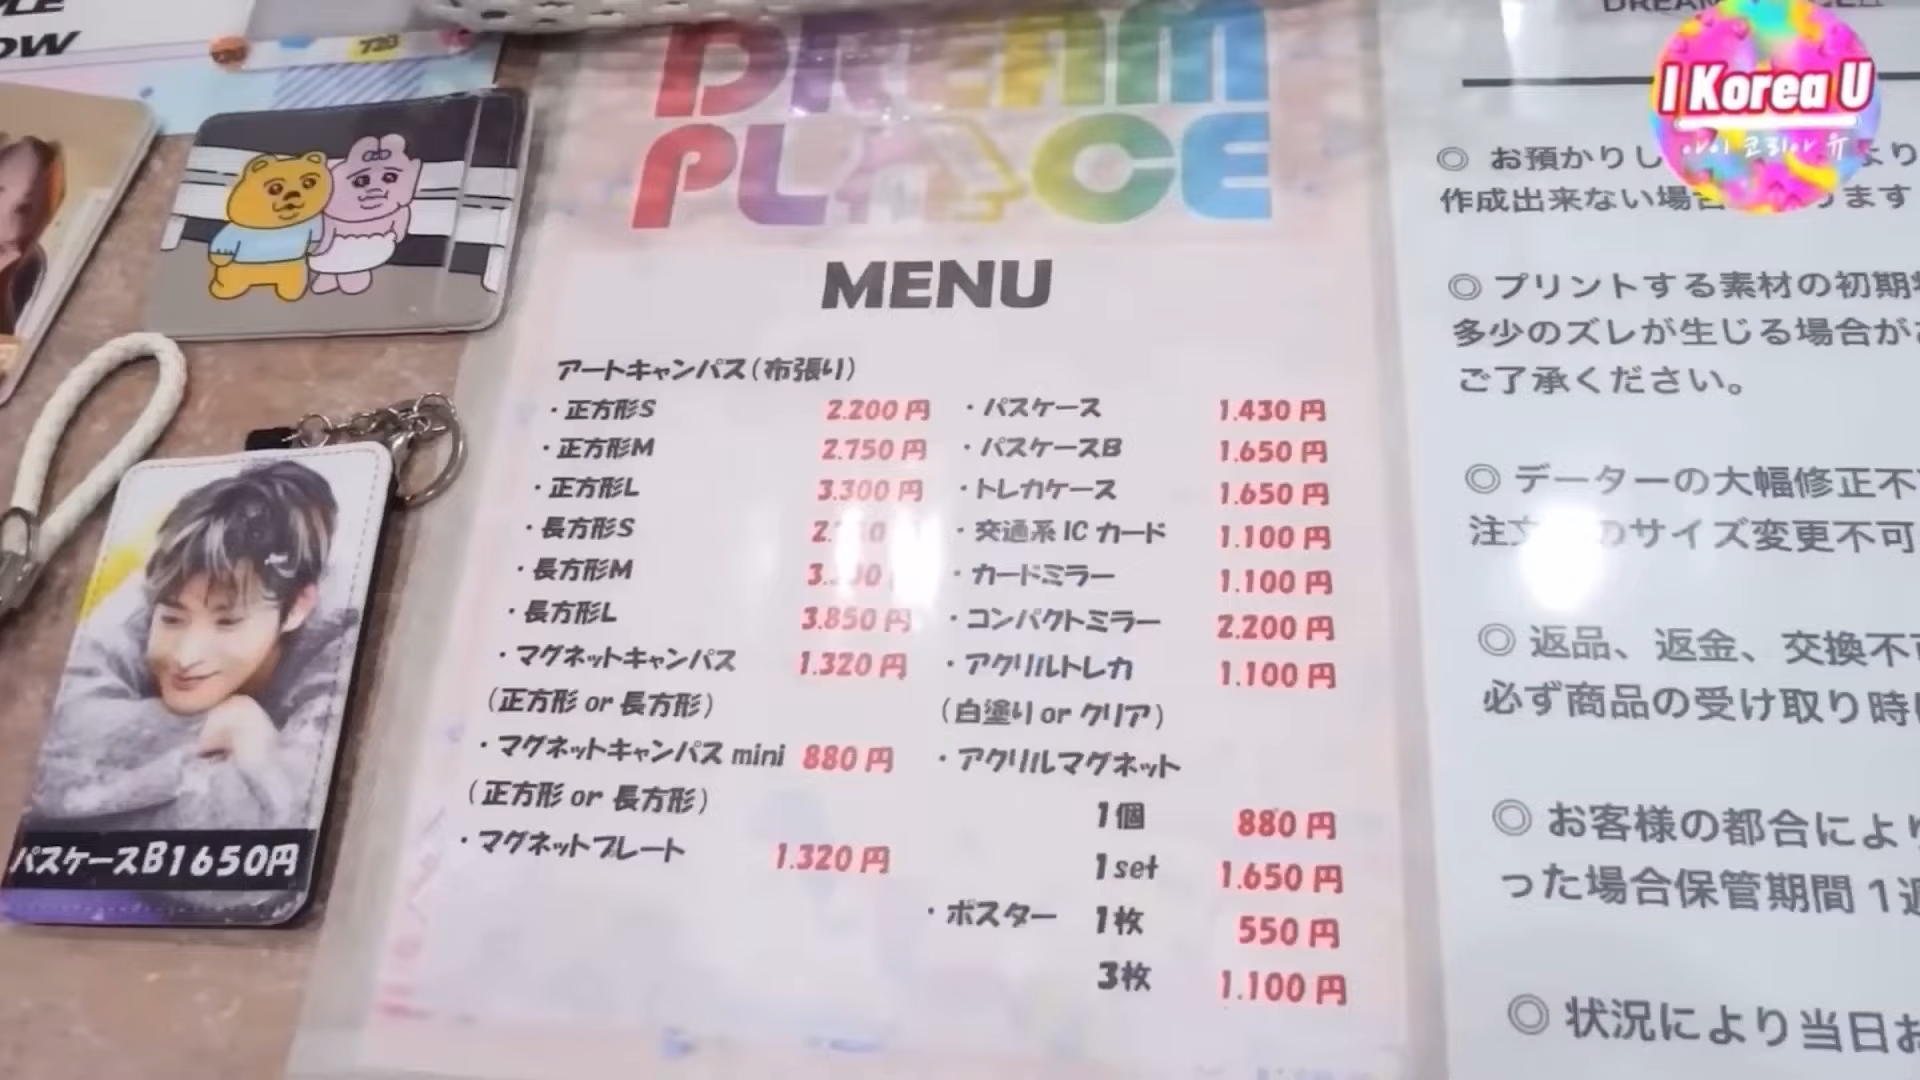 OW
720
DREAM
PLACE
MENU
アートキャンパス(布張り)
・正方形S 2.200円
・正方形M 2.750円
・正方形L 3.300円
・長方形S
・長方形M
・長方形L 3.850円
・マグネットキャンパス 1.320円
(正方形 or 長方形)
・マグネットキャンパス mini 880円
(正方形 or 長方形)
・マグネットプレート 1.320円
・パスケース 1.430円
・パスケースB 1.650円
・トレカケース 1.650円
・交通系ICカード 1.100円
・カードミラー 1.100円
・コンパクトミラー 2.200円
・アクリルトレカ 1.100円
(白塗り or クリア)
・アクリルマグネット
1個 880円
1set 1.650円
・ポスター 1枚 550円
3枚 1.100円
パスケースB1650円
I Korea U
아이 코리아 유
◎ お預かりし
作成出来ない場合
◎ プリントする素材の初期
多少のズレが生じる場合が
ご了承ください。
◎ データーの大幅修正不
のサイズ変更不可
◎ 返品、返金、交換不
必ず商品の受け取り時
◎ お客様の都合により
った場合保管期間1週
◎ 状況により当日お